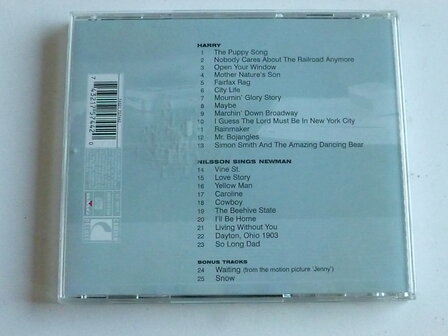 HARRY
1 The Puppy Song
2 Nobody Cares About The Railroad Anymore
3 Open Your Window
4 Mother Nature's Son
5 Fairfax Rag
6 City Life
7 Mournin' Glory Story
8 Maybe
9 Marchin' Down Broadway
10 I Guess The Lord Must Be In New York City
11 Rainmaker
12 Mr. Bojangles
13 Simon Smith And The Amazing Dancing Bear
NILSSON SINGS NEWMAN
14 Vine St.
15 Love Story
16 Yellow Man
17 Caroline
18 Cowboy
19 The Beehive State
20 I'll Be Home
21 Living Without You
22 Dayton, Ohio 1903
23 So Long Dad
BONUS TRACKS
24 Waiting (from the motion picture 'Jenny')
25 Snow
7 43217 57442 0